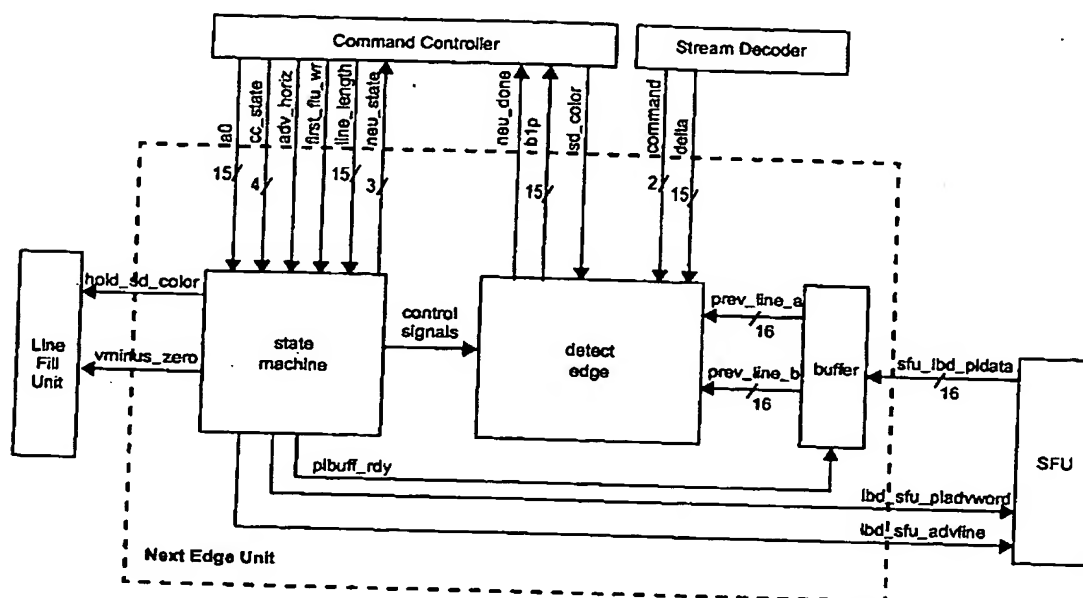 Command Controller
Stream Decoder
a0
cc_state
adv_horiz
first_flu_wr
line_length
neu_state
neu_done
b1p
sd_color
command
delta
15
4
15
3
15
2
15
hold_sd_color
vminus_zero
Line
Fill
Unit
state
machine
control
signals
detect
edge
prev_line_a
16
prev_line_b
16
buffer
sfu_lbd_pldata
16
SFU
plbuff_rdy
lbd_sfu_pladvword
lbd_sfu_advline
Next Edge Unit